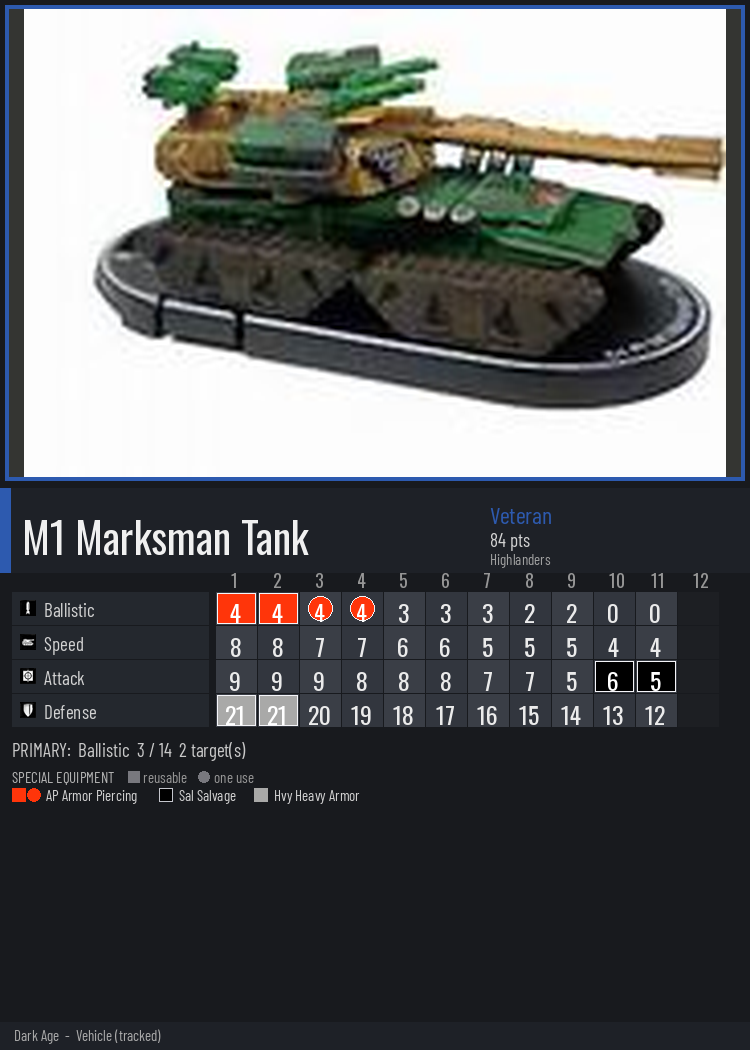 M1 Marksman Tank
Veteran
84 pts
Highlanders
1 2 3 4 5 6 7 8 9 10 11 12
Ballistic 4 4 4 4 3 3 3 2 2 0 0
Speed 8 8 7 7 6 6 5 5 5 4 4
Attack 9 9 9 8 8 8 7 7 5 6 5
Defense 21 21 20 19 18 17 16 15 14 13 12
PRIMARY: Ballistic 3 / 14 2 target(s)
SPECIAL EQUIPMENT reusable one use
AP Armor Piercing Sal Salvage Hvy Heavy Armor
Dark Age - Vehicle (tracked)